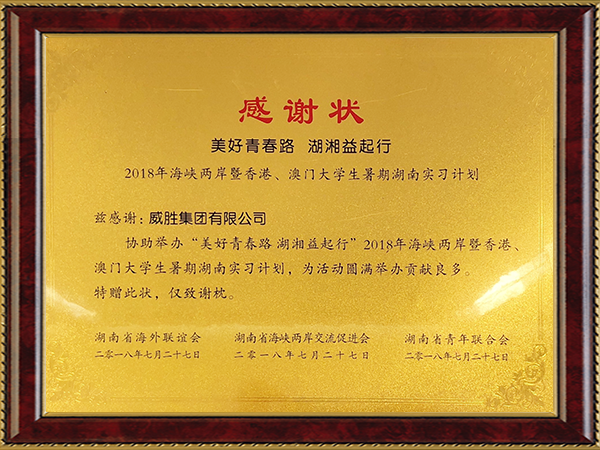 感谢状
美好青春路 湖湘益起行
2018年海峡两岸暨香港、澳门大学生暑期湖南实习计划
兹感谢：威胜集团有限公司
协助举办“美好青春路 湖湘益起行”2018年海峡两岸暨香港、
澳门大学生暑期湖南实习计划，为活动圆满举办贡献良多。
特赠此状，仅致谢枕。
湖南省海外联谊会 湖南省海峡两岸交流促进会 湖南省青年联合会
二零一八年七月二十七日 二零一八年七月二十七日 二零一八年七月二十七日